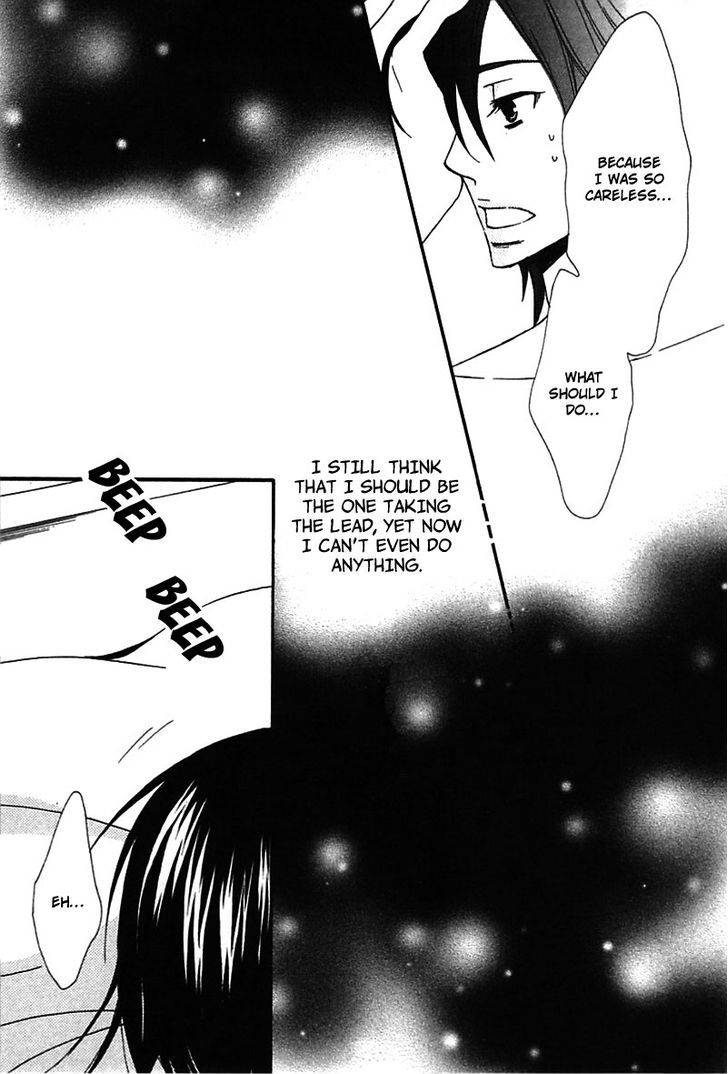 BECAUSE
I WAS SO
CARELESS...
WHAT
SHOULD I
DO...
I STILL THINK
THAT I SHOULD BE
THE ONE TAKING
THE LEAD, YET NOW
I CAN'T EVEN DO
ANYTHING.
BEEP
BEEP
EH...